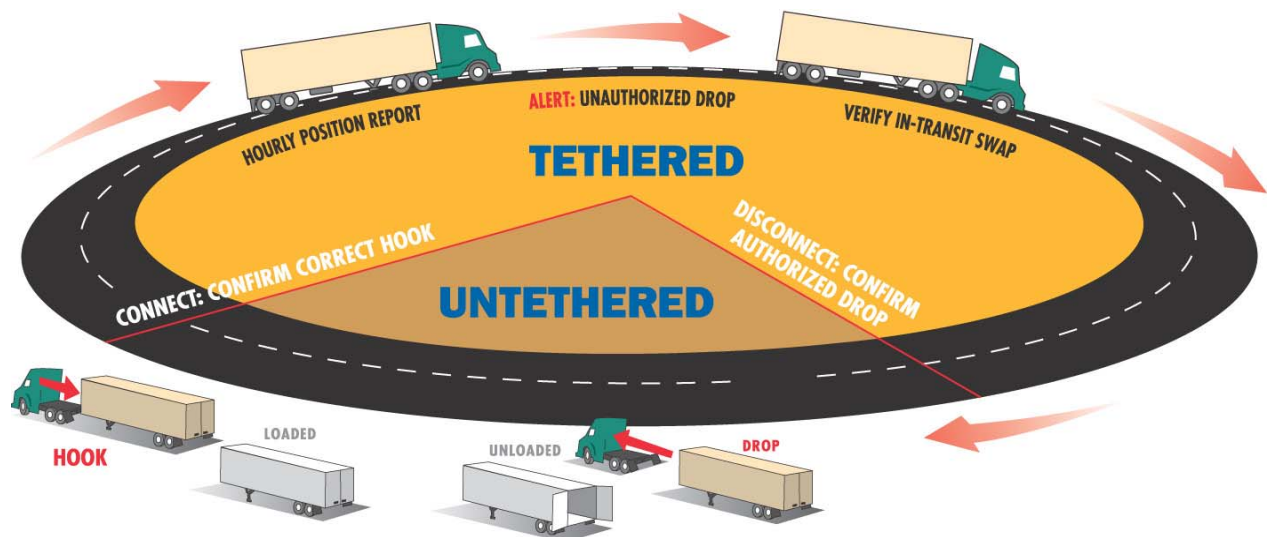 HOURLY POSITION REPORT
ALERT: UNAUTHORIZED DROP
VERIFY IN-TRANSIT SWAP
TETHERED
CONNECT: CONFIRM CORRECT HOOK
DISCONNECT: CONFIRM
AUTHORIZED DROP
UNTETHERED
HOOK
LOADED
UNLOADED
DROP